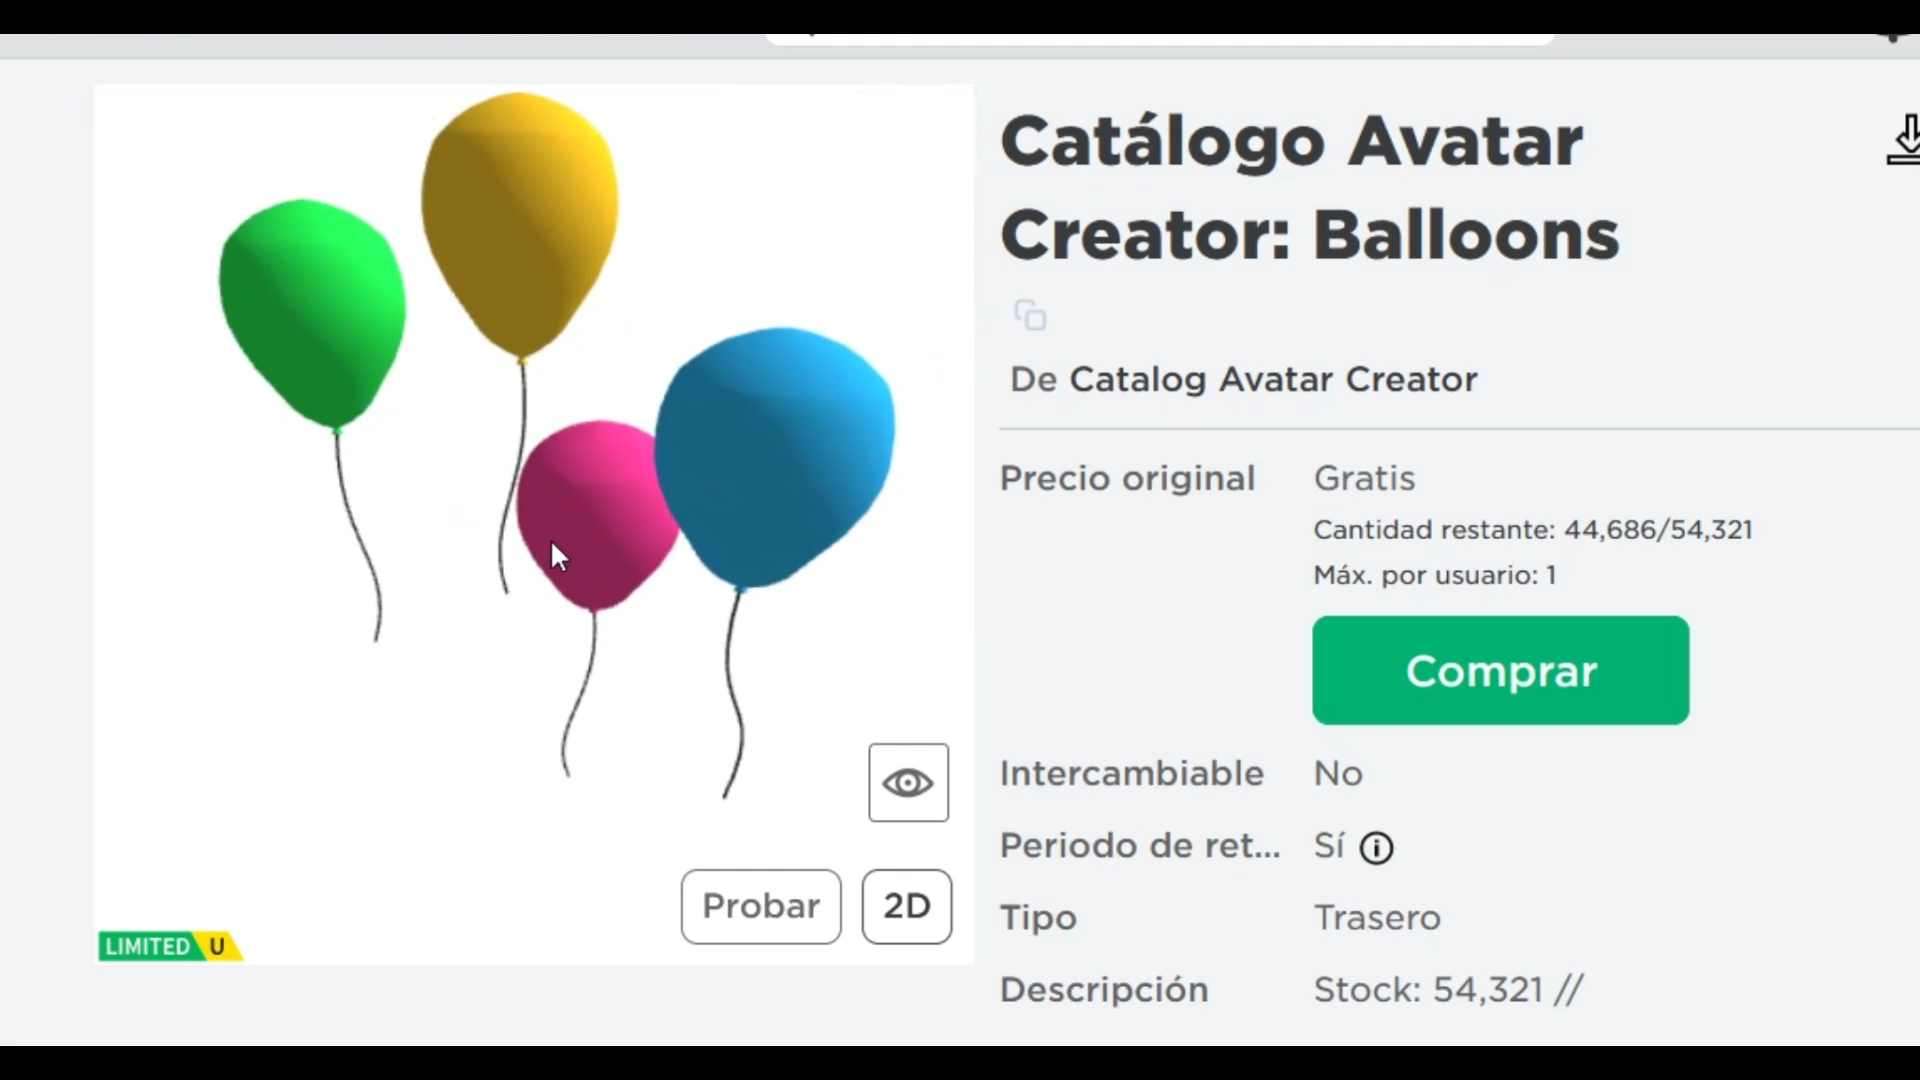 Catálogo Avatar
Creator: Balloons
De Catalog Avatar Creator
Precio original Gratis
Cantidad restante: 44,686/54,321
Máx. por usuario: 1
Comprar
Intercambiable No
Periodo de ret... Sí
Tipo Trasero
Descripción Stock: 54,321 //
Probar 2D
LIMITED U